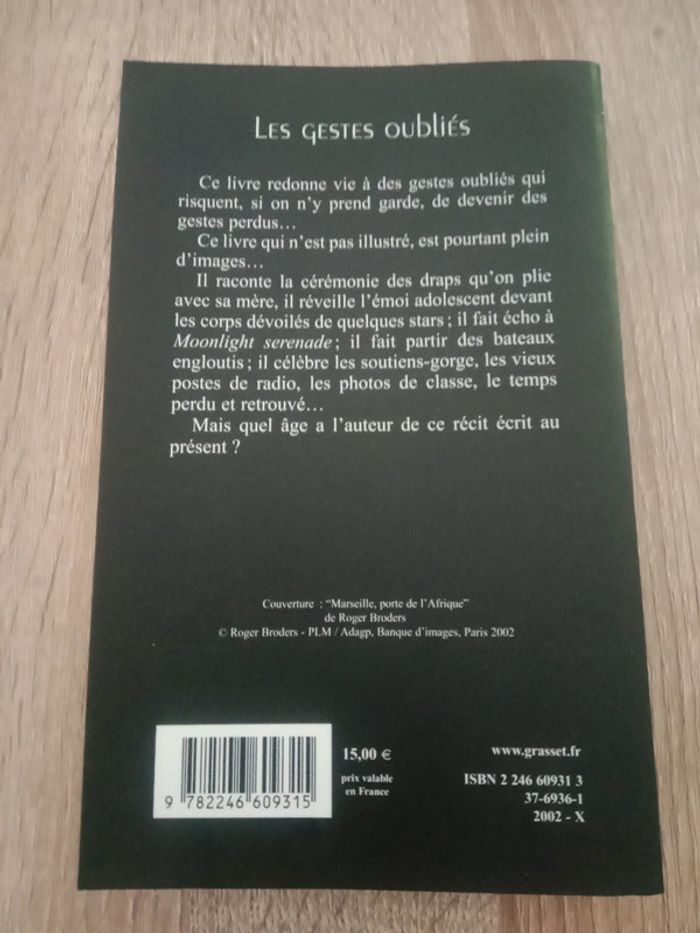 LES GESTES OUBLIÉS
Ce livre redonne vie à des gestes oubliés qui
risquent, si on n'y prend garde, de devenir des
gestes perdus…
Ce livre qui n'est pas illustré, est pourtant plein
d'images…
Il raconte la cérémonie des draps qu'on plie
avec sa mère, il réveille l'émoi adolescent devant
les corps dévoilés de quelques stars ; il fait écho à
Moonlight serenade ; il fait partir des bateaux
engloutis ; il célèbre les soutiens-gorge, les vieux
postes de radio, les photos de classe, le temps
perdu et retrouvé…
Mais quel âge a l'auteur de ce récit écrit au
présent ?
Couverture : "Marseille, porte de l'Afrique"
de Roger Broders
© Roger Broders - PLM / Adagp, Banque d'images, Paris 2002
9 782246 609315
15,00 €
prix valable
en France
www.grasset.fr
ISBN 2 246 60931 3
37-6936-1
2002 - X